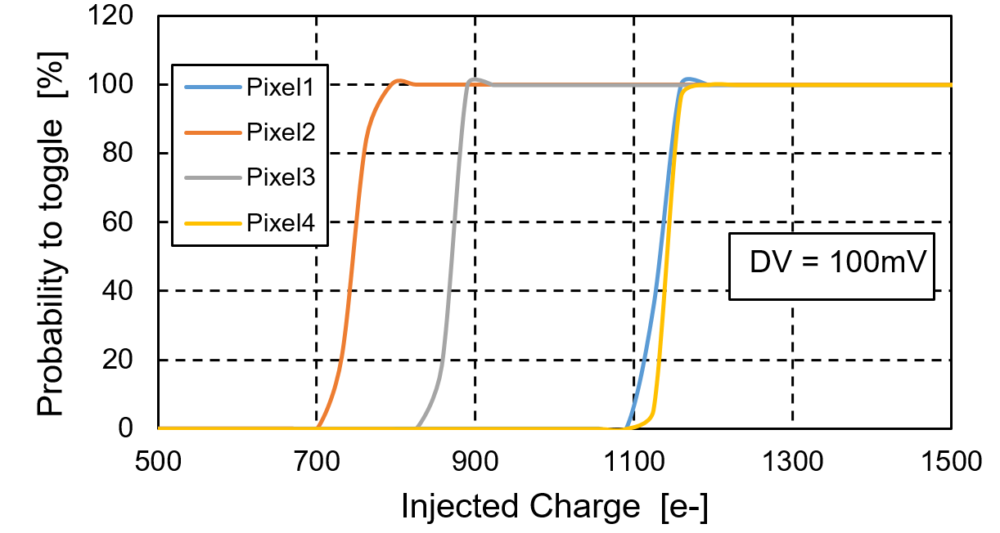 120
100
80
60
40
20
0
Probability to toggle [%]
Pixel1
Pixel2
Pixel3
Pixel4
DV = 100mV
500 700 900 1100 1300 1500
Injected Charge [e-]